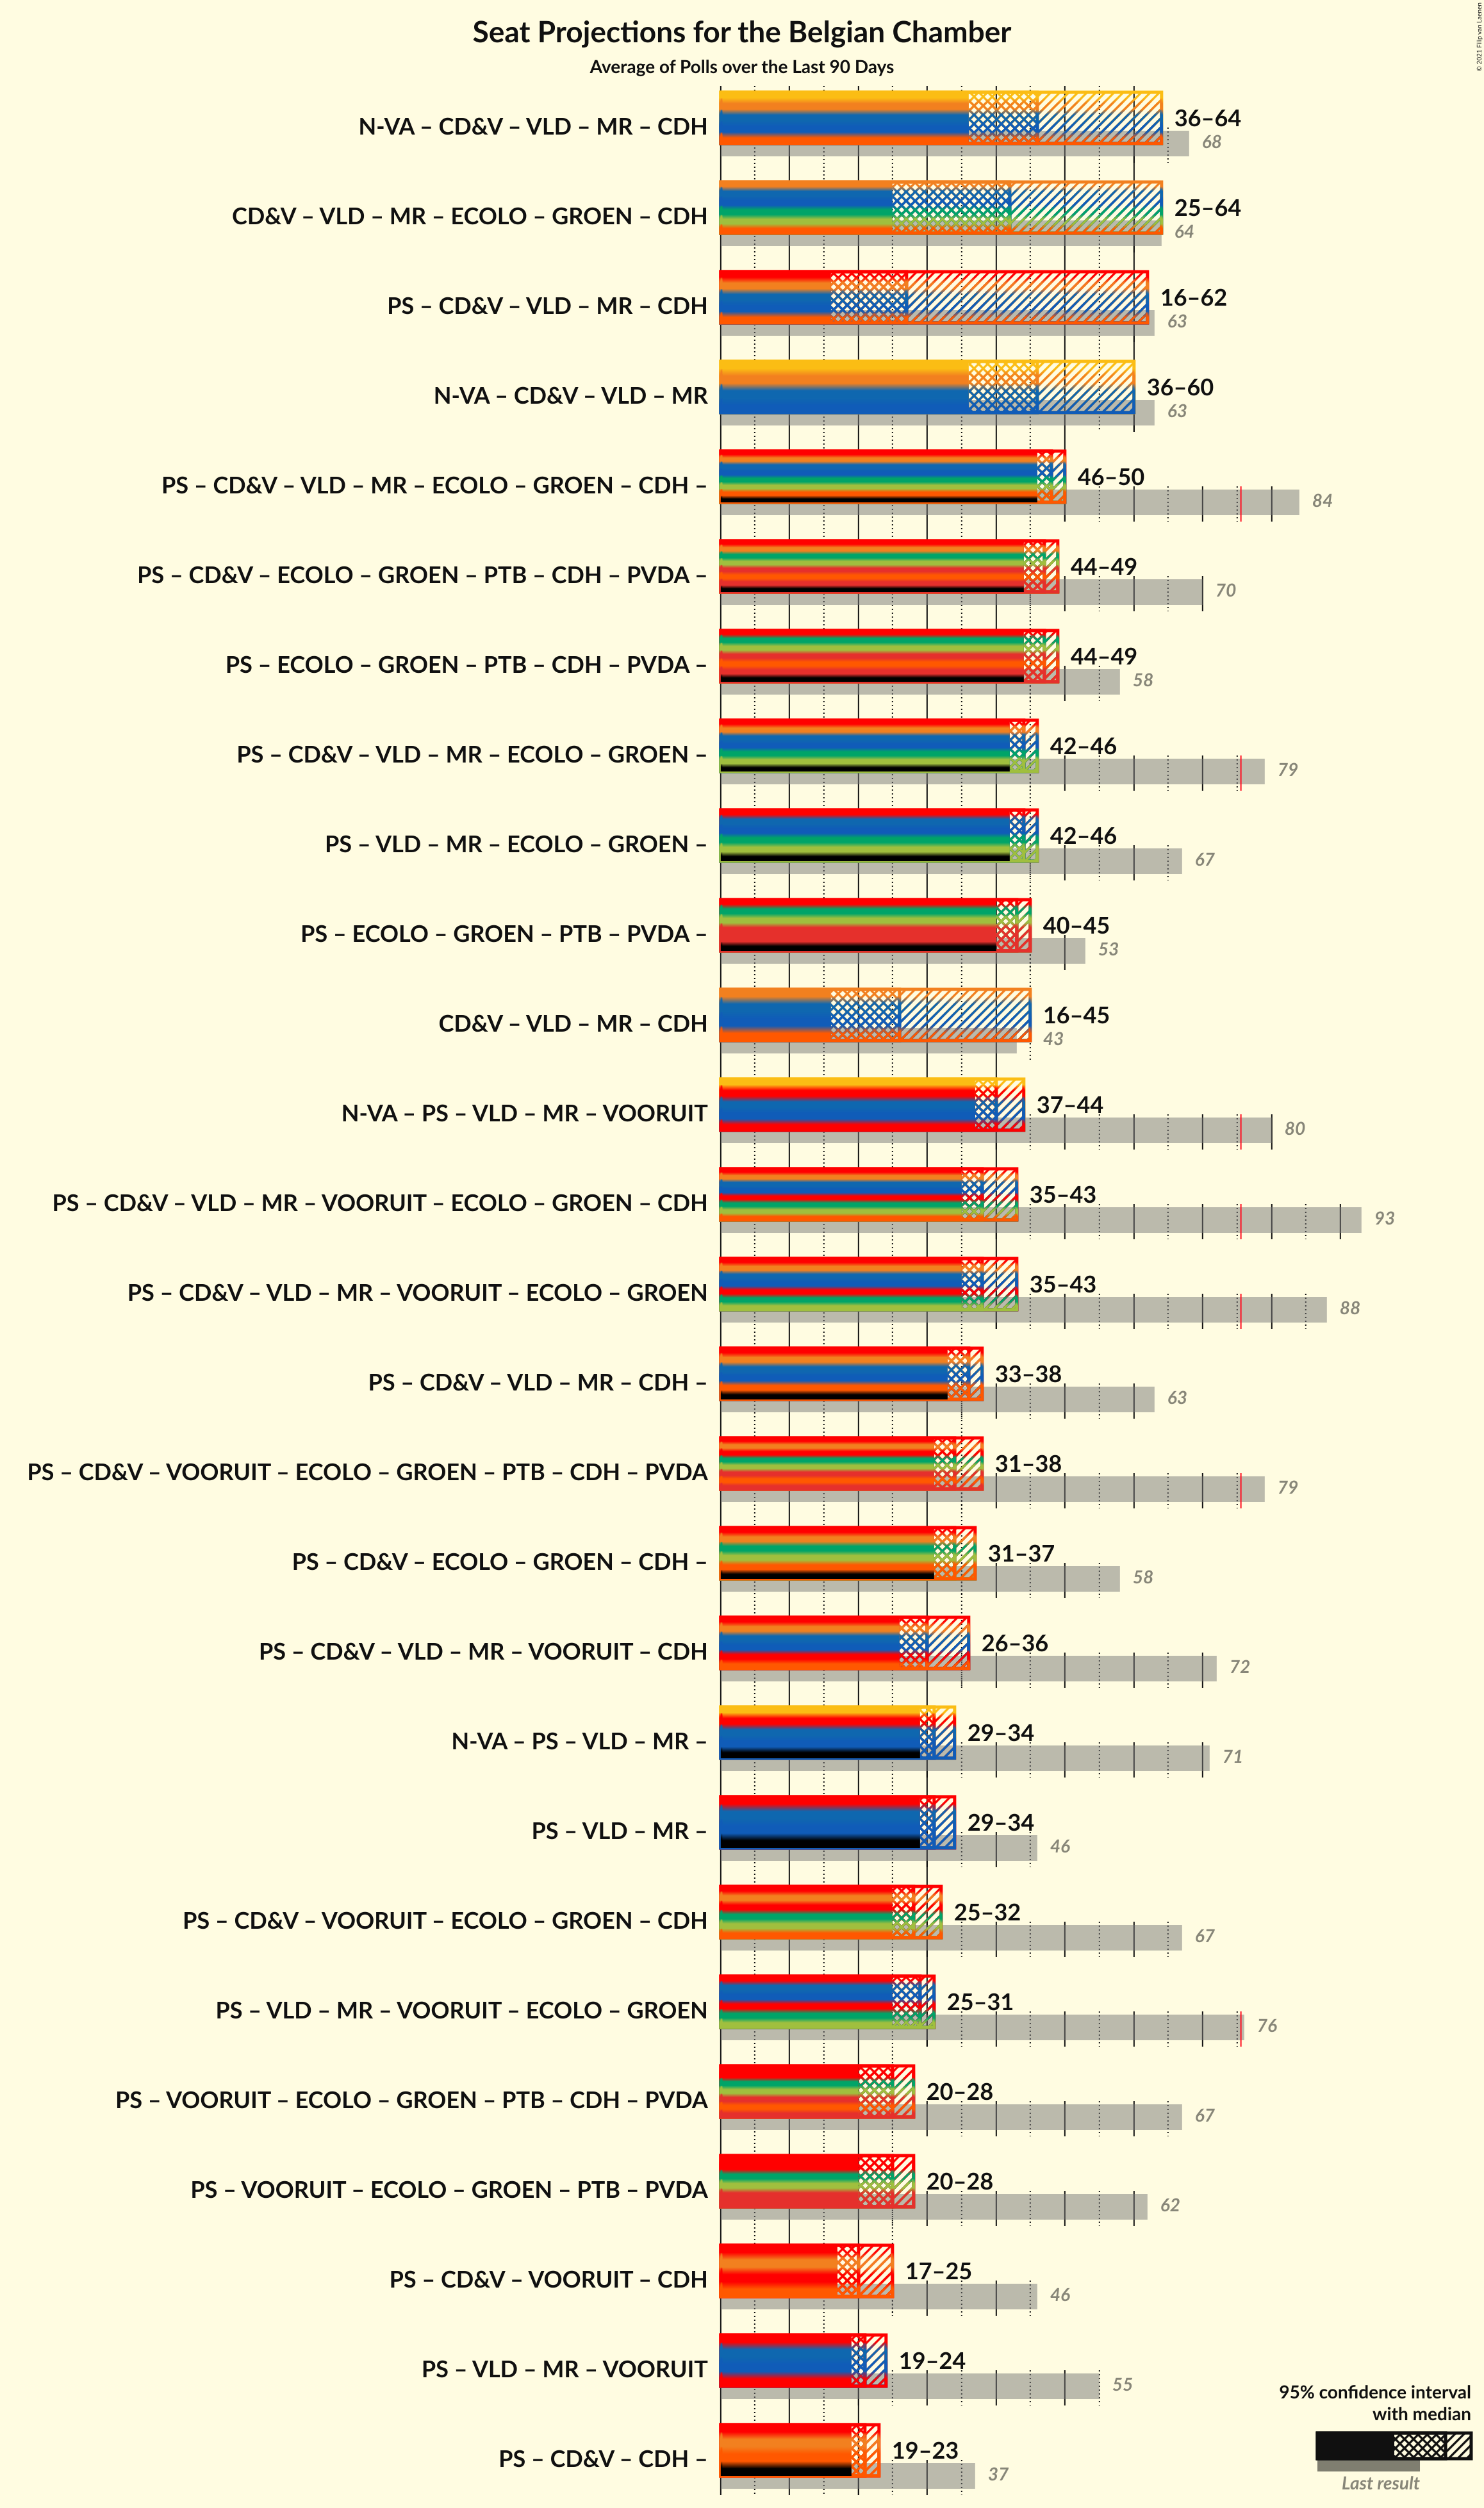 © 2021 Filip van Laenen
Seat Projections for the Belgian Chamber
Average of Polls over the Last 90 Days
N-VA – CD&V – VLD – MR – CDH
36–64
68
CD&V – VLD – MR – ECOLO – GROEN – CDH
25–64
64
PS – CD&V – VLD – MR – CDH
16–62
63
N-VA – CD&V – VLD – MR
36–60
63
PS – CD&V – VLD – MR – ECOLO – GROEN – CDH –
46–50
84
PS – CD&V – ECOLO – GROEN – PTB – CDH – PVDA –
44–49
70
PS – ECOLO – GROEN – PTB – CDH – PVDA –
44–49
58
PS – CD&V – VLD – MR – ECOLO – GROEN –
42–46
79
PS – VLD – MR – ECOLO – GROEN –
42–46
67
PS – ECOLO – GROEN – PTB – PVDA –
40–45
53
CD&V – VLD – MR – CDH
16–45
43
N-VA – PS – VLD – MR – VOORUIT
37–44
80
PS – CD&V – VLD – MR – VOORUIT – ECOLO – GROEN – CDH
35–43
93
PS – CD&V – VLD – MR – VOORUIT – ECOLO – GROEN
35–43
88
PS – CD&V – VLD – MR – CDH –
33–38
63
PS – CD&V – VOORUIT – ECOLO – GROEN – PTB – CDH – PVDA
31–38
79
PS – CD&V – ECOLO – GROEN – CDH –
31–37
58
PS – CD&V – VLD – MR – VOORUIT – CDH
26–36
72
N-VA – PS – VLD – MR –
29–34
71
PS – VLD – MR –
29–34
46
PS – CD&V – VOORUIT – ECOLO – GROEN – CDH
25–32
67
PS – VLD – MR – VOORUIT – ECOLO – GROEN
25–31
76
PS – VOORUIT – ECOLO – GROEN – PTB – CDH – PVDA
20–28
67
PS – VOORUIT – ECOLO – GROEN – PTB – PVDA
20–28
62
PS – CD&V – VOORUIT – CDH
17–25
46
PS – VLD – MR – VOORUIT
19–24
55
PS – CD&V – CDH –
19–23
37
95% confidence interval
with median
Last result